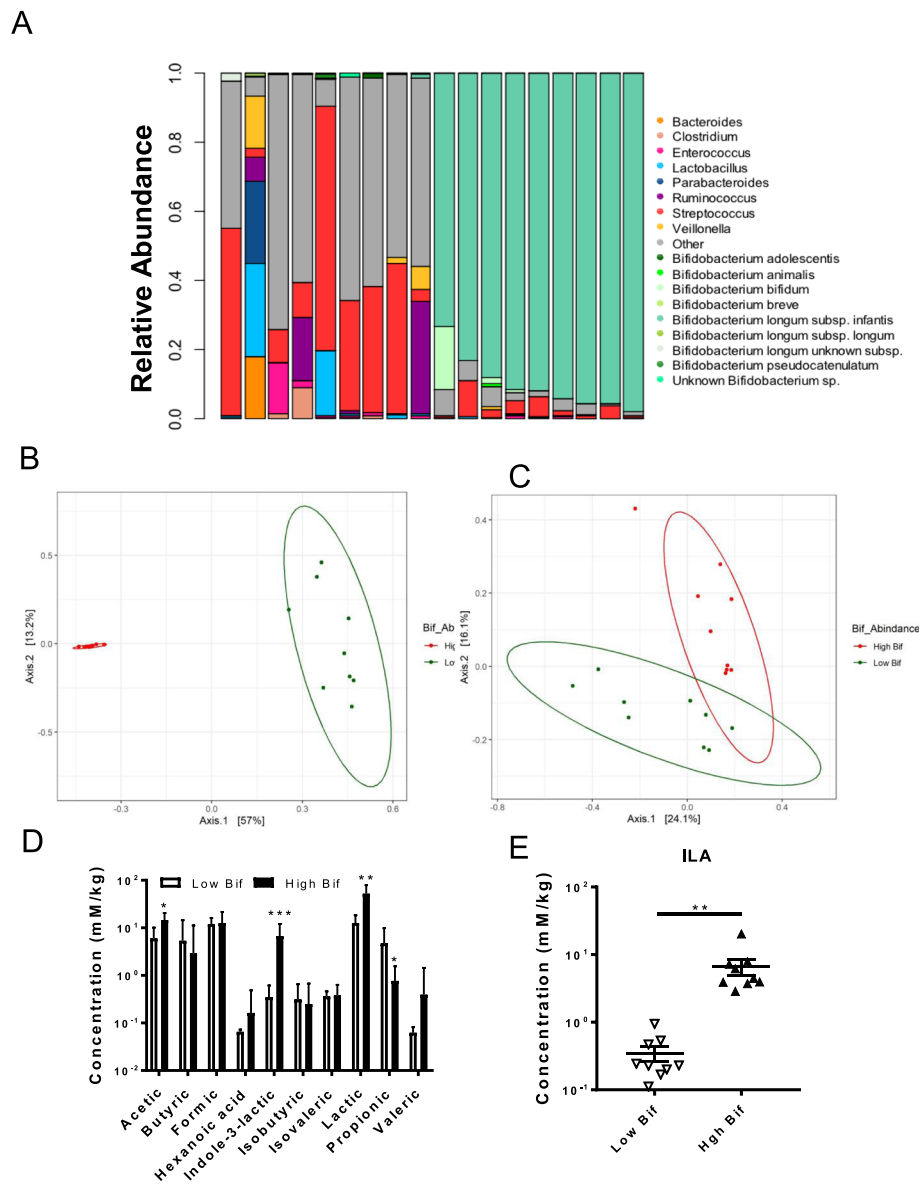 A
Relative Abundance
1.0
0.8
0.6
0.4
0.2
0.0
Bacteroides
Clostridium
Enterococcus
Lactobacillus
Parabacteroides
Ruminococcus
Streptococcus
Veillonella
Other
Bifidobacterium adolescentis
Bifidobacterium animalis
Bifidobacterium bifidum
Bifidobacterium breve
Bifidobacterium longum subsp. infantis
Bifidobacterium longum subsp. longum
Bifidobacterium longum unknown subsp.
Bifidobacterium pseudocatenulatum
Unknown Bifidobacterium sp.
B
Axis.2 [13.2%]
0.5
0.0
-0.5
-0.3
0.0
0.3
0.6
Axis.1 [57%]
Bif_Al
Hi
Lo
C
Axis.2 [16.1%]
0.4
0.2
0.0
-0.2
-0.8
-0.4
0.0
0.4
Axis.1 [24.1%]
Bif_Abindance
High Bif
Low Bif
D
Concentration (mM/kg)
10²
10¹
10⁰
10⁻¹
10⁻²
Low Bif
High Bif
*
***
**
*
Acetic
Butyric
Formic
Hexanoic acid
Indole-3-lactic
Isobutyric
Isovaleric
Lactic
Propionic
Valeric
E
ILA
Concentration (mM/kg)
10²
10¹
10⁰
10⁻¹
**
Low Bif
Hgh Bif